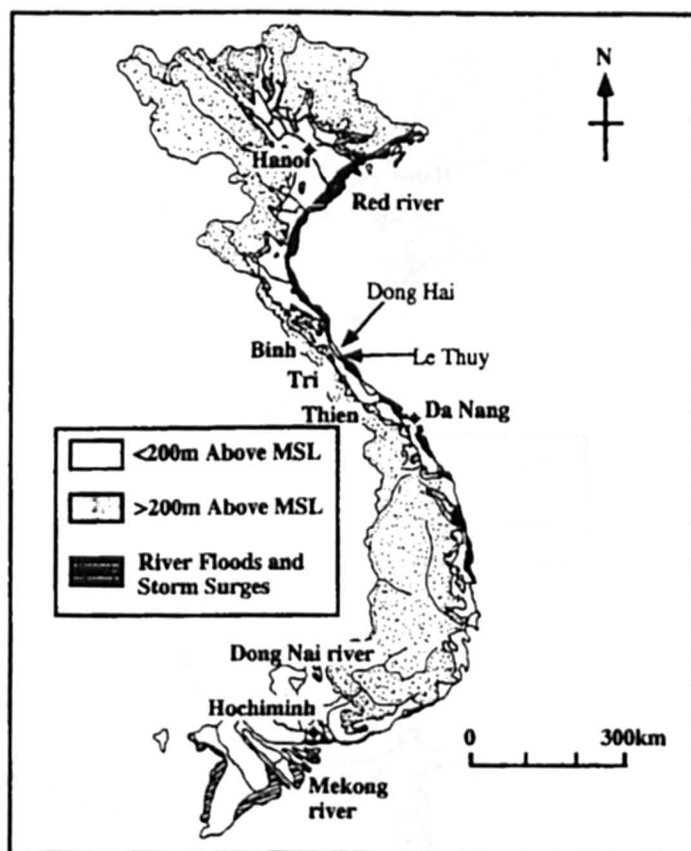 N
Hanoi
Red river
Dong Hai
Binh
Le Thuy
Tri
Thien
Da Nang
<200m Above MSL
>200m Above MSL
River Floods and
Storm Surges
Dong Nai river
Hochiminh
0 300km
Mekong
river